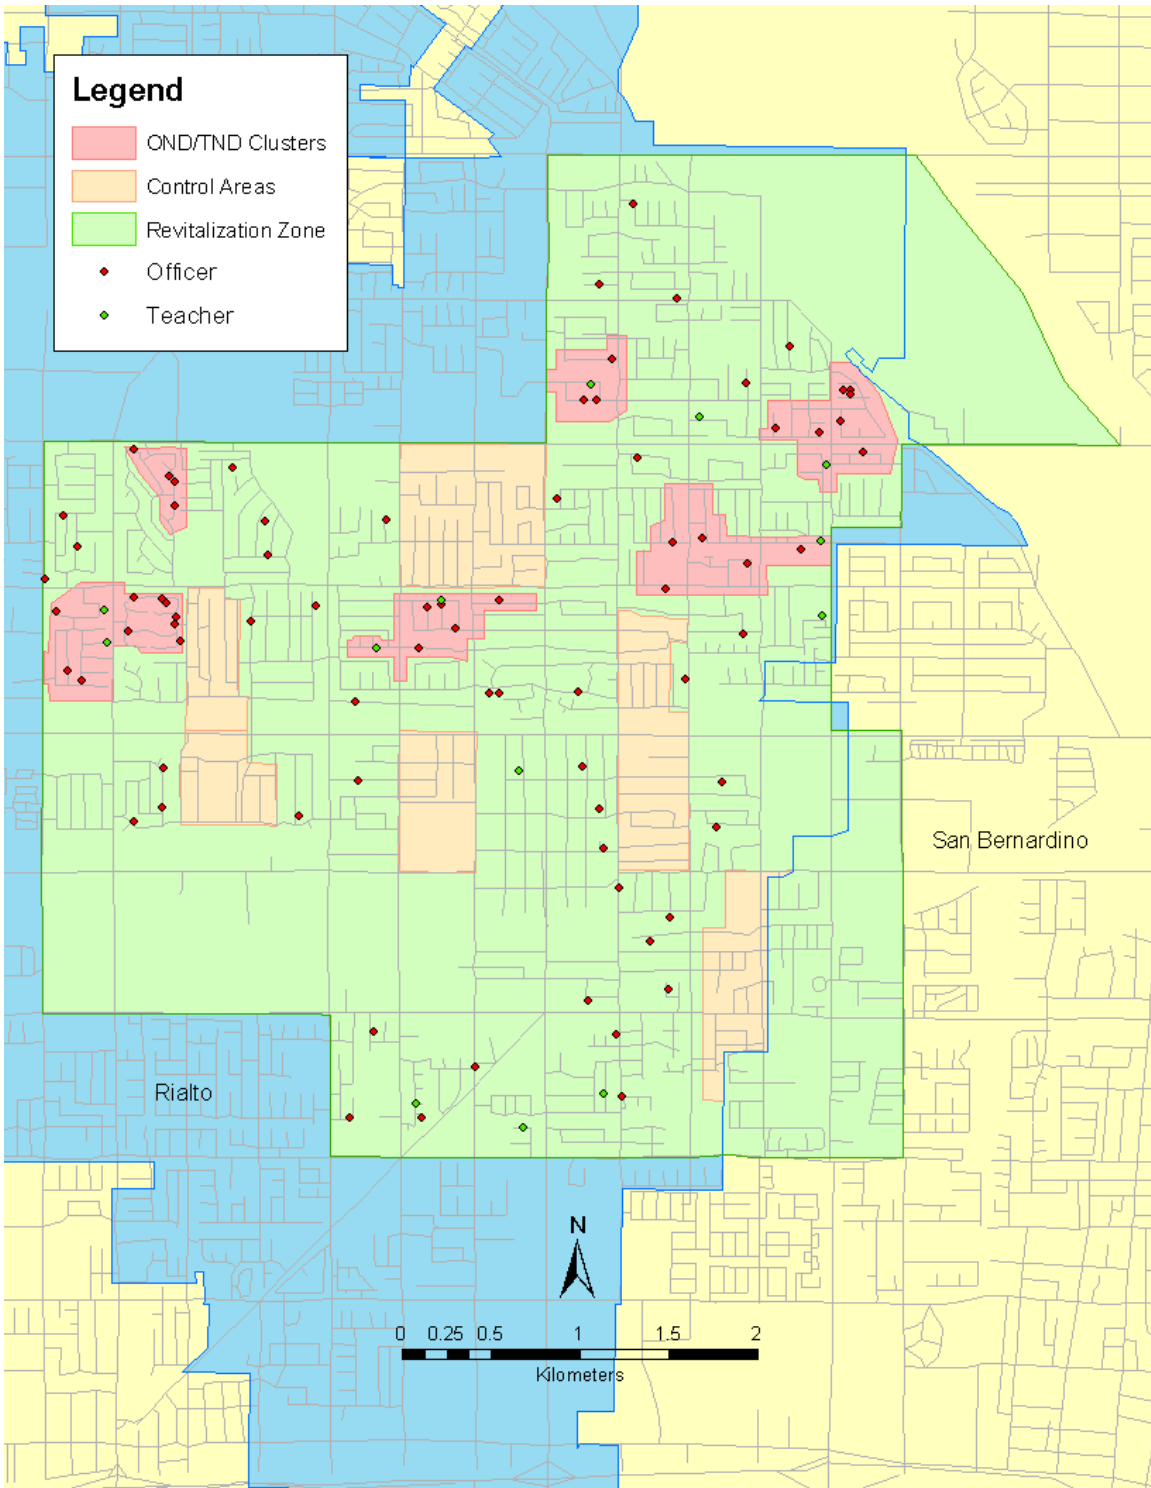 Legend
OND/TND Clusters
Control Areas
Revitalization Zone
Officer
Teacher
San Bernardino
Rialto
N
0 0.25 0.5 1 1.5 2
Kilometers